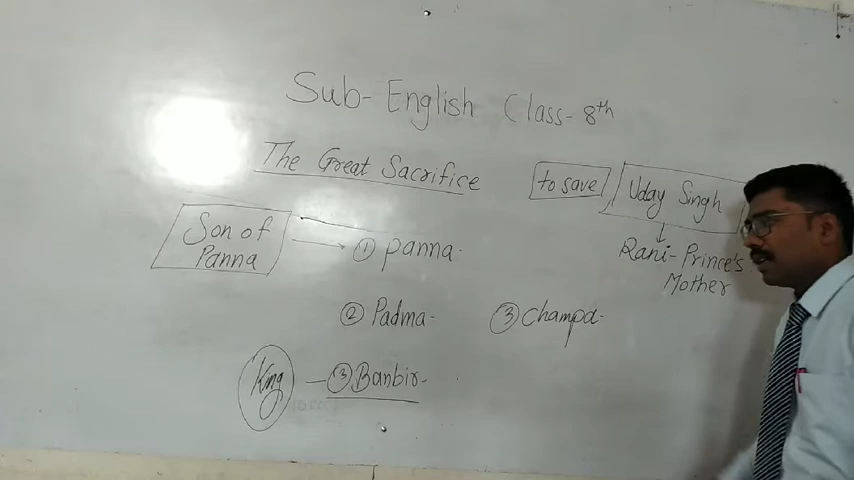 Sub- English Class- 8th
The Great Sacrifice
to save
Uday Singh
Rani- Prince's
Mother
Son of
Panna
① panna-
② Padma-
③ Champa-
King
③ Banbir-